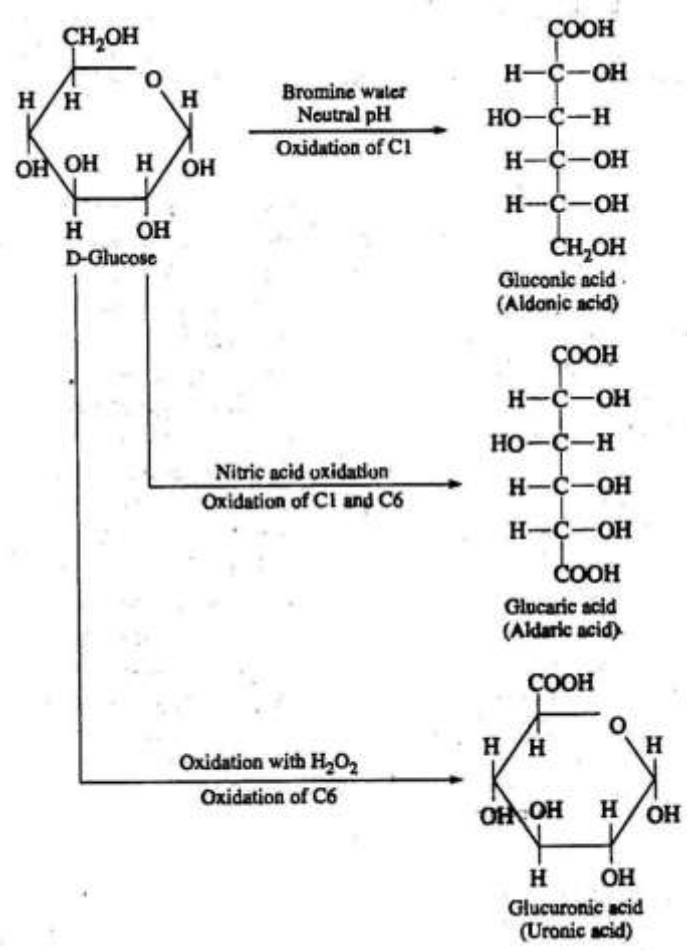 CH₂OH
O
H
H
H
OH
OH
H
OH
H
OH
D-Glucose
Bromine water
Neutral pH
Oxidation of C1
COOH
H—C—OH
HO—C—H
H—C—OH
H—C—OH
CH₂OH
Gluconic acid
(Aldonic acid)
Nitric acid oxidation
Oxidation of C1 and C6
COOH
H—C—OH
HO—C—H
H—C—OH
H—C—OH
COOH
Glucaric acid
(Aldaric acid)
Oxidation with H₂O₂
Oxidation of C6
COOH
O
H
H
H
OH
OH
H
OH
H
OH
Glucuronic acid
(Uronic acid)